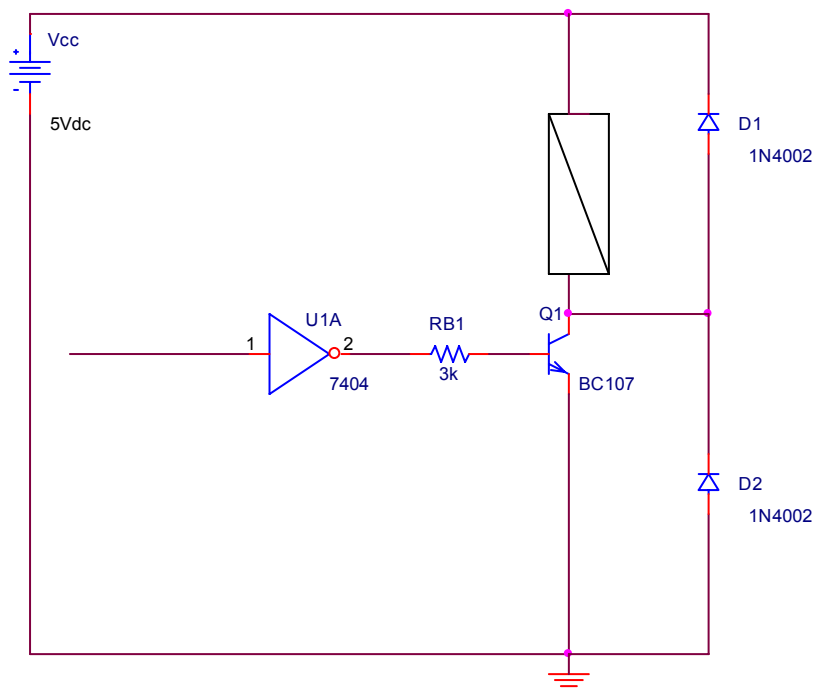 Vcc
+
-
5Vdc
D1
1N4002
U1A
1
2
7404
RB1
3k
Q1
BC107
D2
1N4002